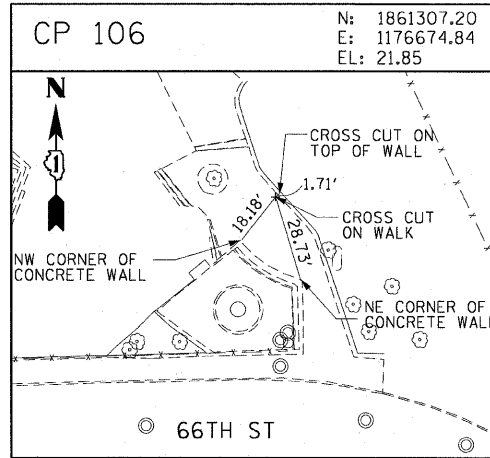 CP 106
N: 1861307.20
E: 1176674.84
EL: 21.85
N
1
CROSS CUT ON
TOP OF WALL
1.71'
18.18'
CROSS CUT
ON WALK
28.73'
NW CORNER OF
CONCRETE WALL
NE CORNER OF
CONCRETE WALL
66TH ST